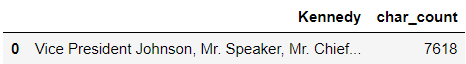 Kennedy char_count
0 Vice President Johnson, Mr. Speaker, Mr. Chief... 7618